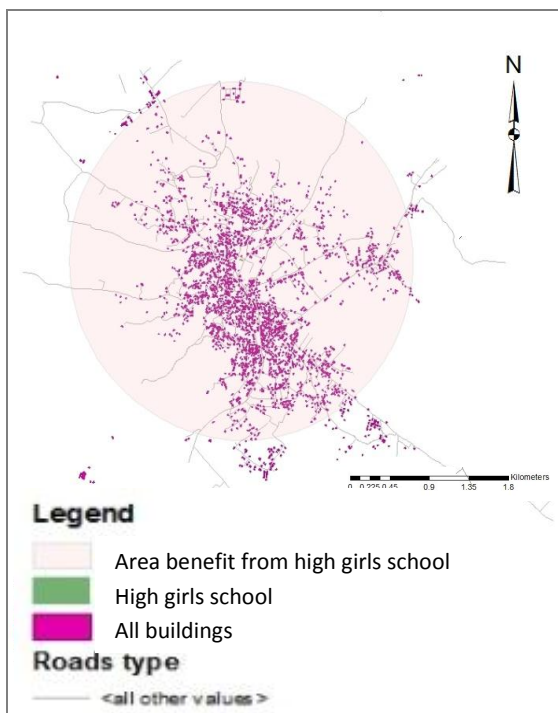 N
Kilometers
0 0.225 0.45 0.9 1.35 1.8
Legend
Area benefit from high girls school
High girls school
All buildings
Roads type
<all other values>